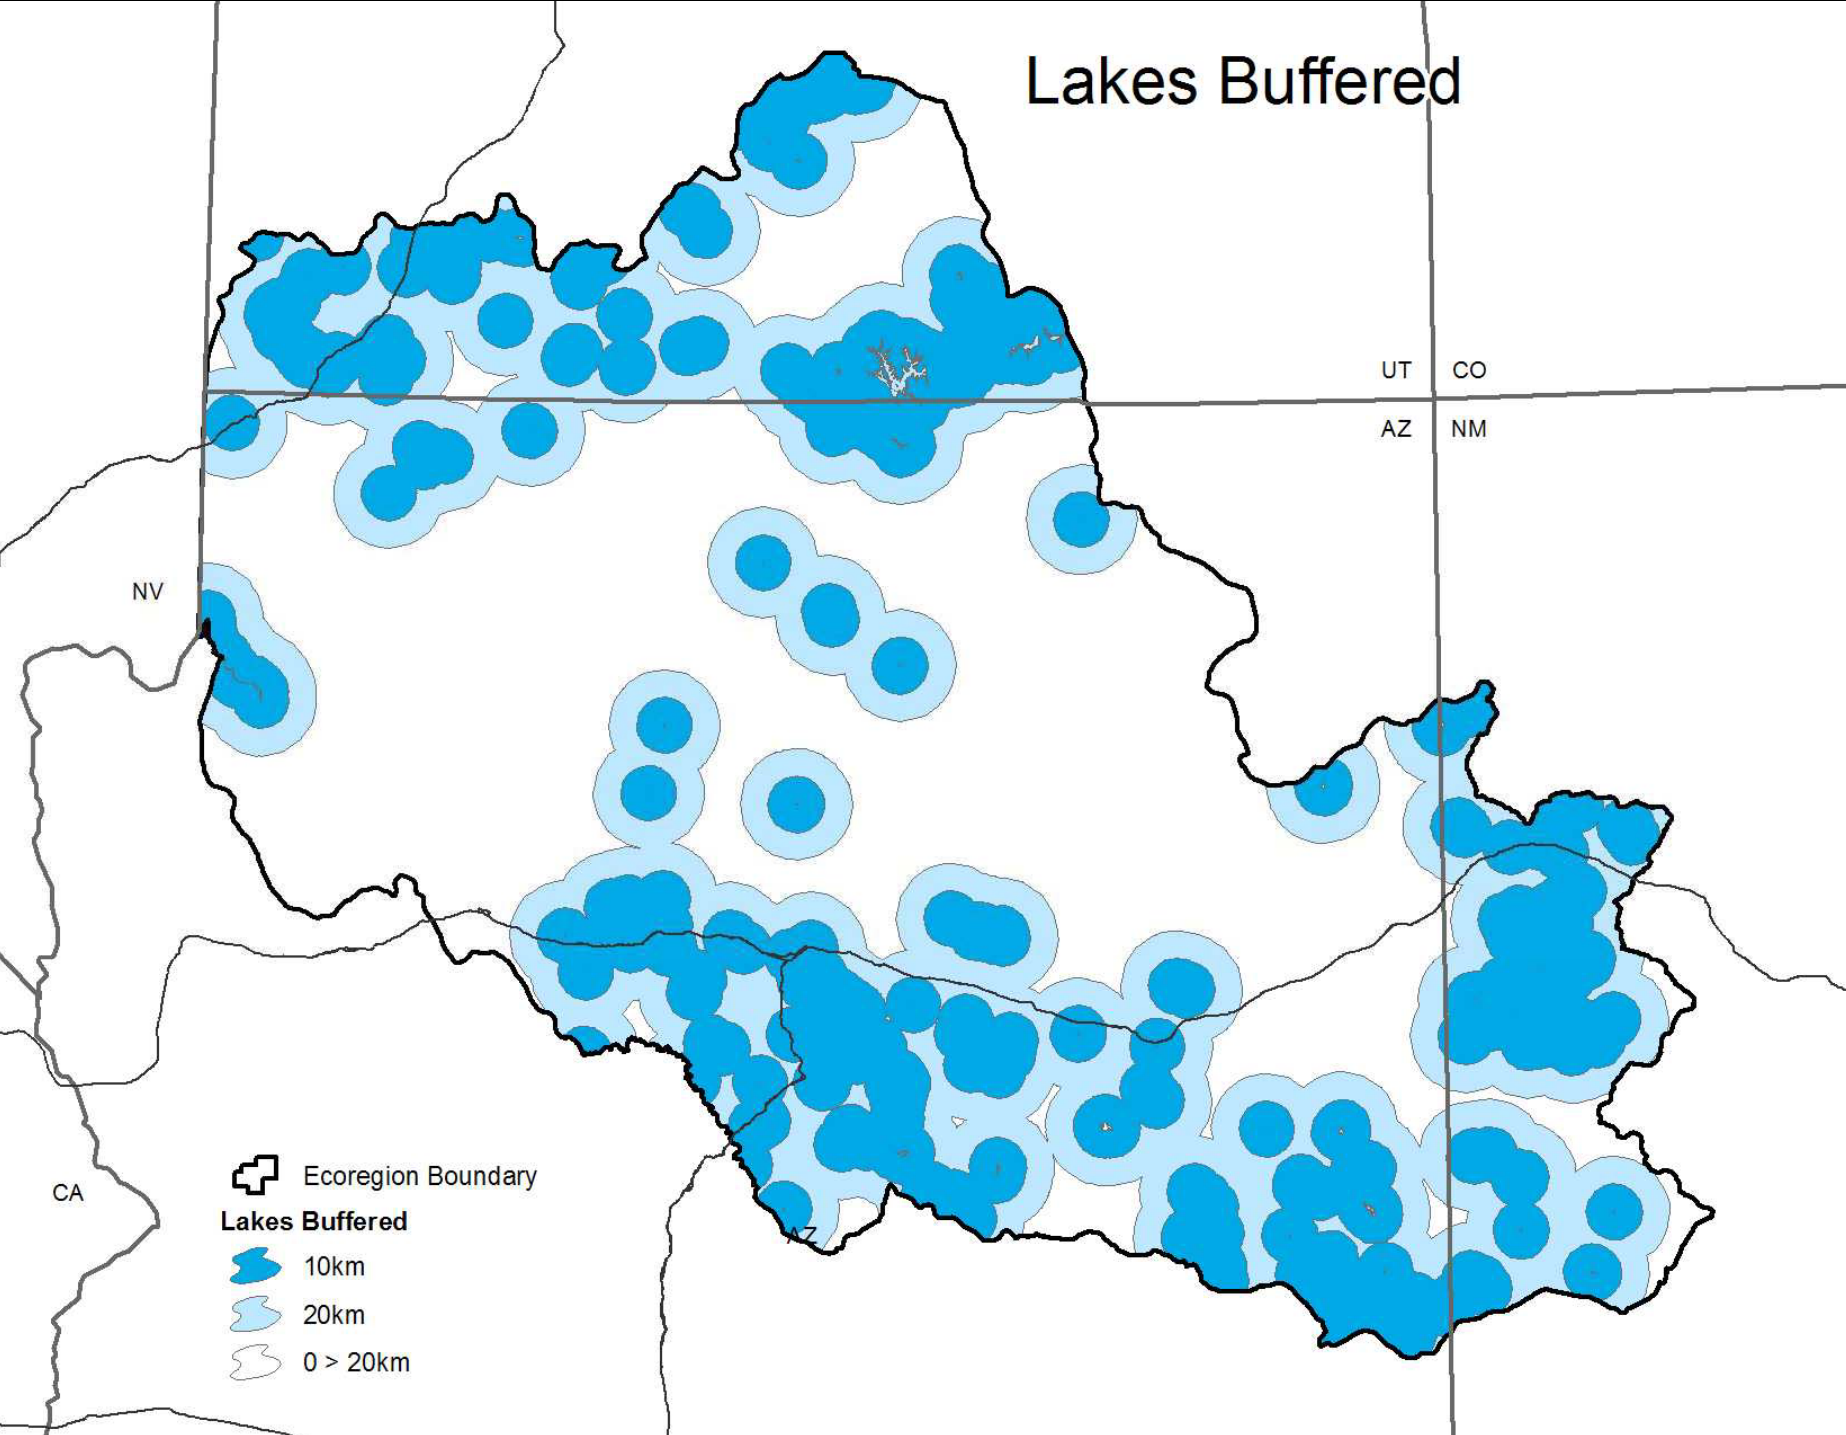 Lakes Buffered
UT CO
AZ NM
NV
CA
AZ
Ecoregion Boundary
Lakes Buffered
10km
20km
0 > 20km